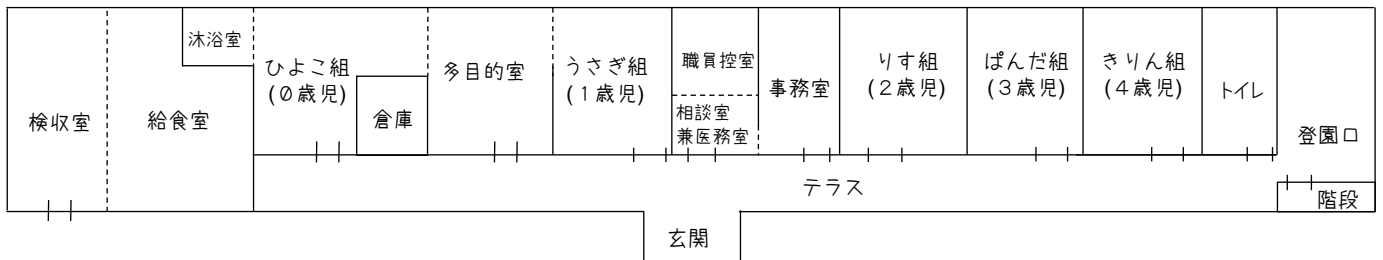 検収室
給食室
沐浴室
ひよこ組
(０歳児)
倉庫
多目的室
うさぎ組
(１歳児)
職員控室
相談室
兼医務室
事務室
りす組
(２歳児)
ぱんだ組
(３歳児)
きりん組
(４歳児)
トイレ
登園口
階段
テラス
玄関